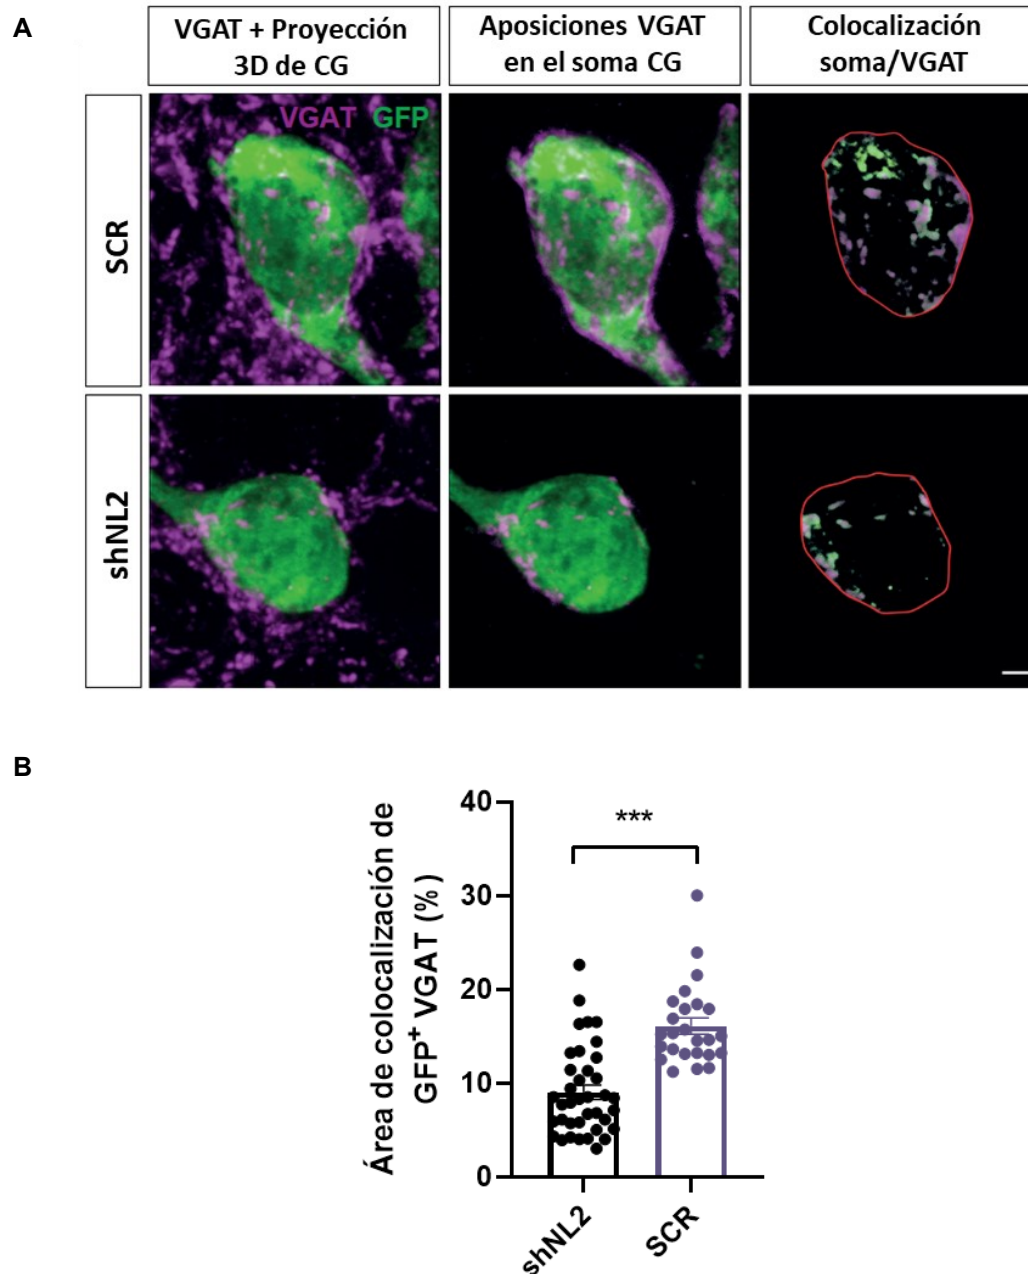 A
VGAT + Proyección
3D de CG
Aposiciones VGAT
en el soma CG
Colocalización
soma/VGAT
VGAT GFP
SCR
shNL2
B
Área de colocalización de
GFP⁺ VGAT (%)
40
30
20
10
0
***
shNL2
SCR